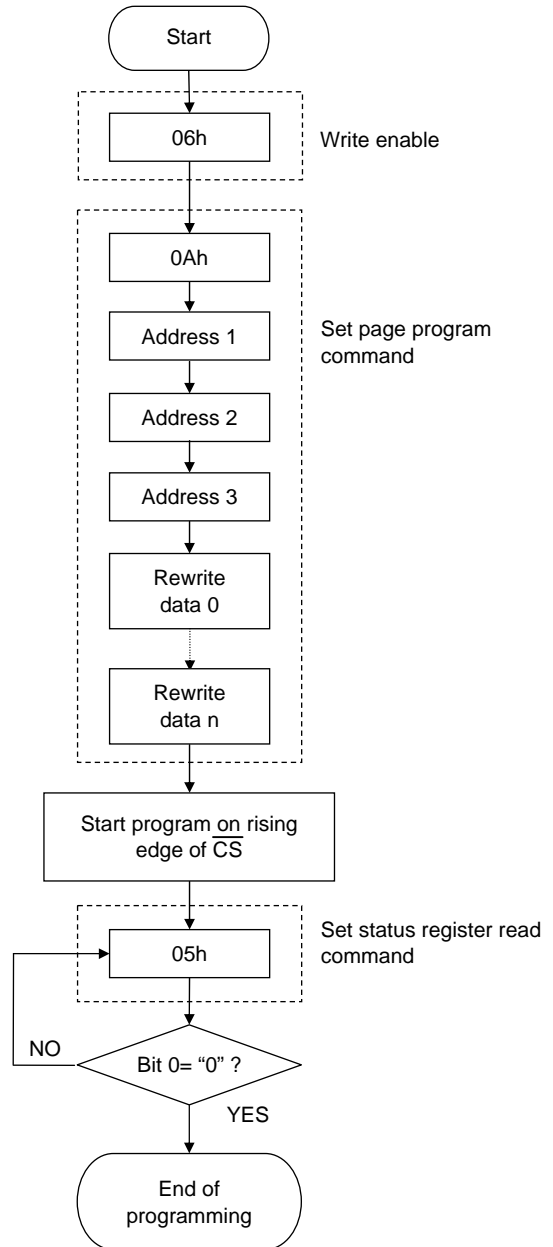 Start
06h
Write enable
0Ah
Address 1
Set page program
command
Address 2
Address 3
Rewrite
data 0
Rewrite
data n
Start program on rising
edge of C̅S̅
05h
Set status register read
command
NO
Bit 0= “0” ?
YES
End of
programming